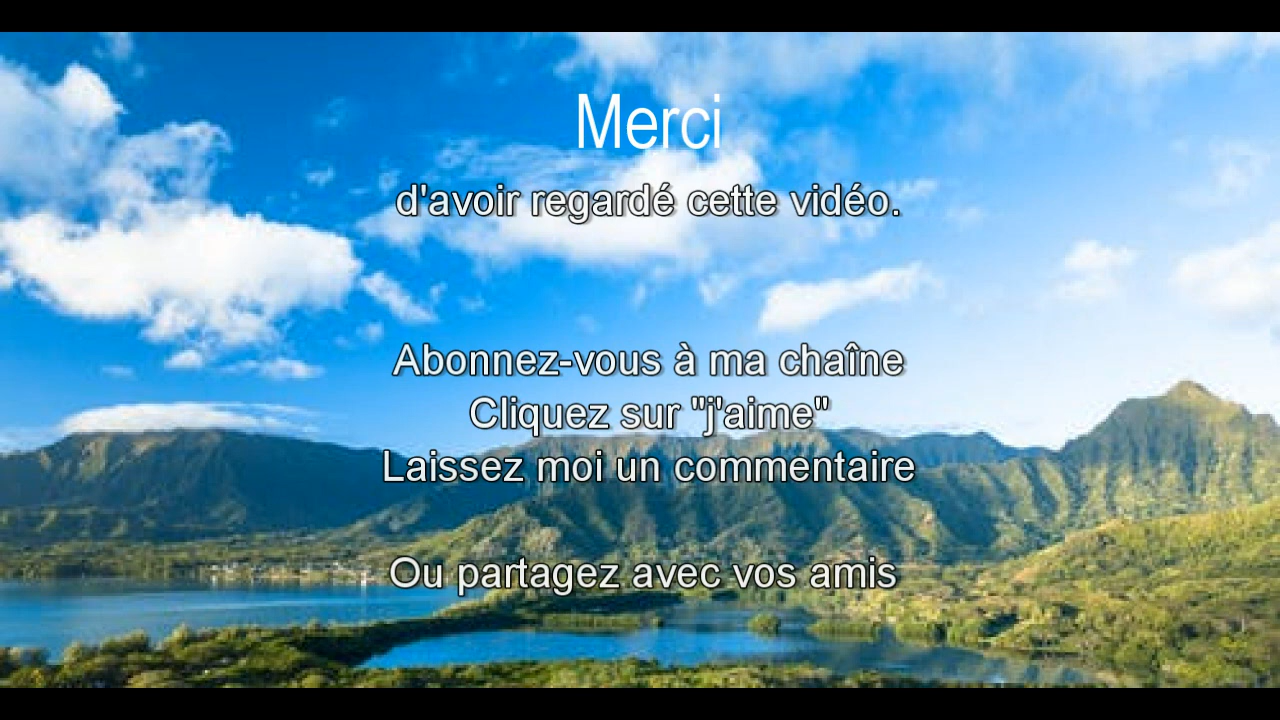 Merci
d'avoir regardé cette vidéo.
Abonnez-vous à ma chaîne
Cliquez sur "j'aime"
Laissez moi un commentaire
Ou partagez avec vos amis